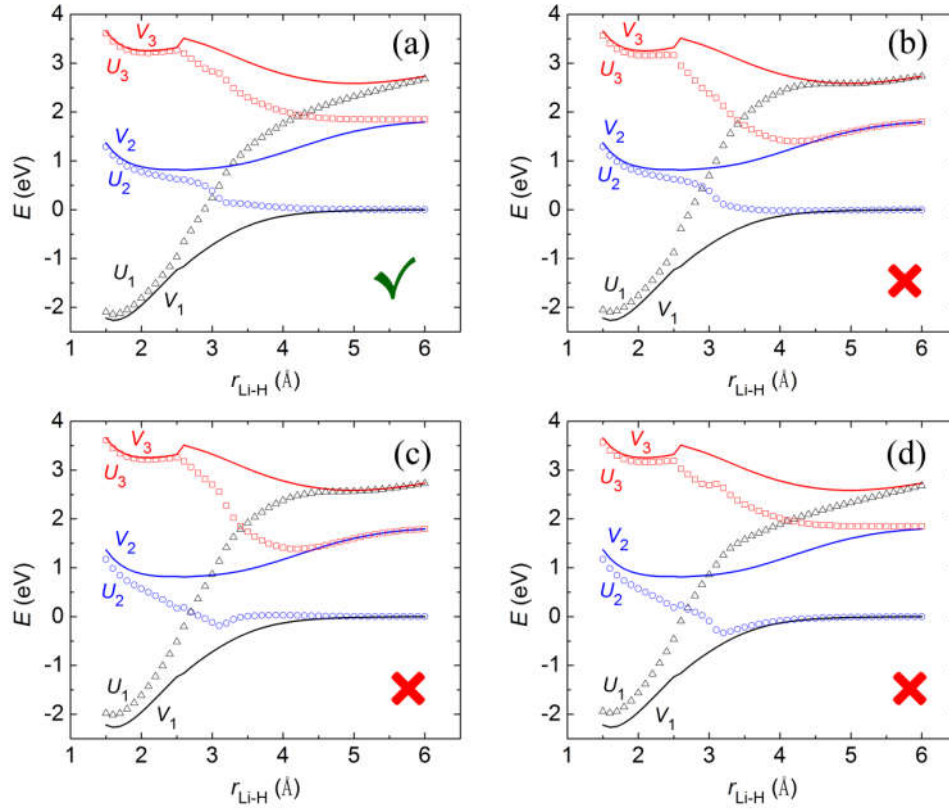 (a)
V3
U3
V2
U2
U1
V1
4
3
2
1
0
-1
-2
E (eV)
1 2 3 4 5 6
rLi-H (Å)
(b)
V3
U3
V2
U2
U1
V1
4
3
2
1
0
-1
-2
E (eV)
1 2 3 4 5 6
rLi-H (Å)
(c)
V3
U3
V2
U2
U1
V1
4
3
2
1
0
-1
-2
E (eV)
1 2 3 4 5 6
rLi-H (Å)
(d)
V3
U3
V2
U2
U1
V1
4
3
2
1
0
-1
-2
E (eV)
1 2 3 4 5 6
rLi-H (Å)